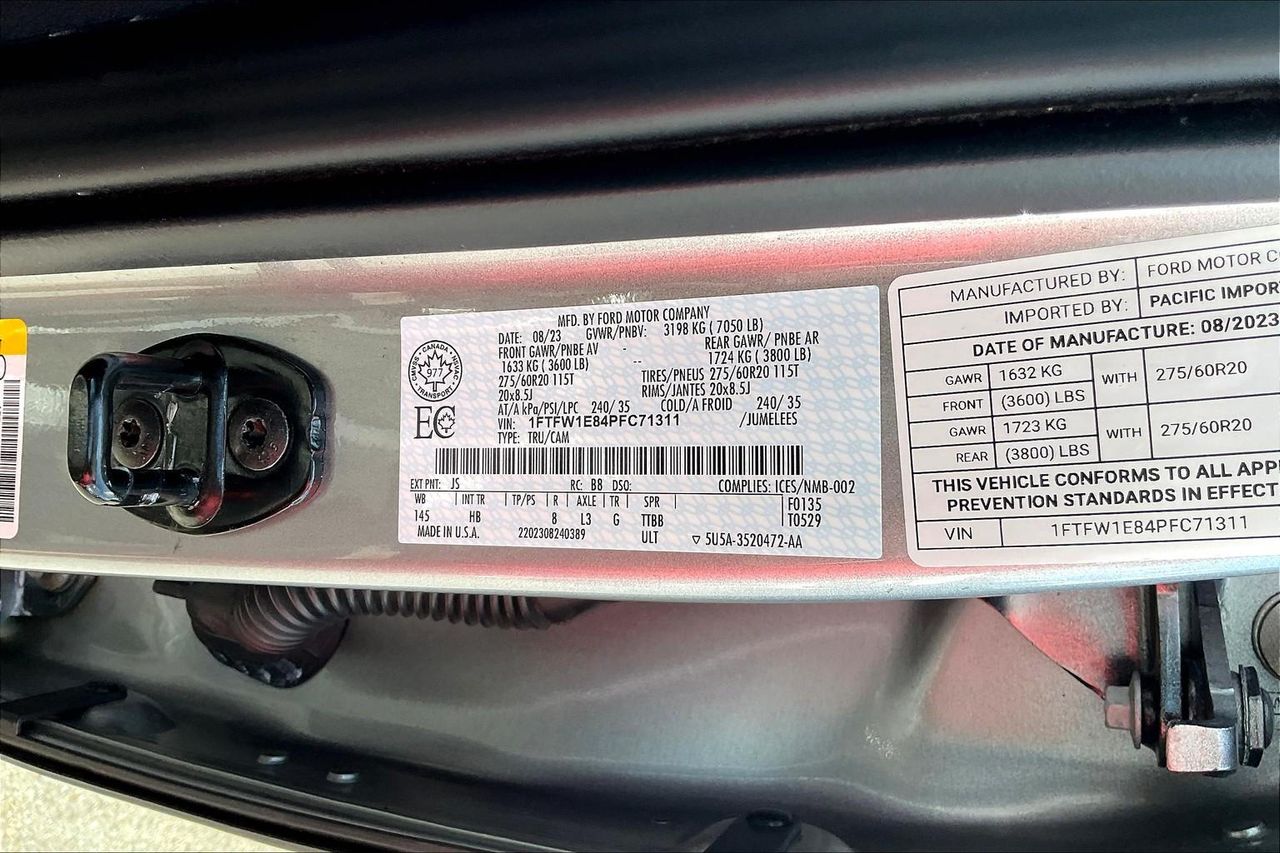 MFD. BY FORD MOTOR COMPANY
DATE: 08/23 GVWR/PNBV: 3198 KG ( 7050 LB)
FRONT GAWR/PNBE AV - REAR GAWR/ PNBE AR
1633 KG ( 3600 LB) 1724 KG ( 3800 LB)
275/60R20 115T -- TIRES/PNEUS 275/60R20 115T
20x8.5J RIMS/JANTES 20x8.5J
AT/A kPa/PSI/LPC 240/ 35 COLD/A FROID 240/ 35
VIN: 1FTFW1E84PFC71311 /JUMELEES
TYPE: TRU/CAM
CANADA
977
TRANSPORT
EC
EXT PNT: JS RC: B8 DSO: COMPLIES: ICES/NMB-002
WB INT TR TP/PS R AXLE TR SPR F0135
145 HB 8 L3 G TTBB T0529
MADE IN U.S.A. 2202308240389 ULT ▽ 5U5A-3520472-AA
MANUFACTURED BY: FORD MOTOR
IMPORTED BY: PACIFIC IMPOR
DATE OF MANUFACTURE: 08/2023
GAWR 1632 KG WITH 275/60R20
FRONT (3600) LBS
GAWR 1723 KG WITH 275/60R20
REAR (3800) LBS
THIS VEHICLE CONFORMS TO ALL APPI
PREVENTION STANDARDS IN EFFECT
VIN 1FTFW1E84PFC71311